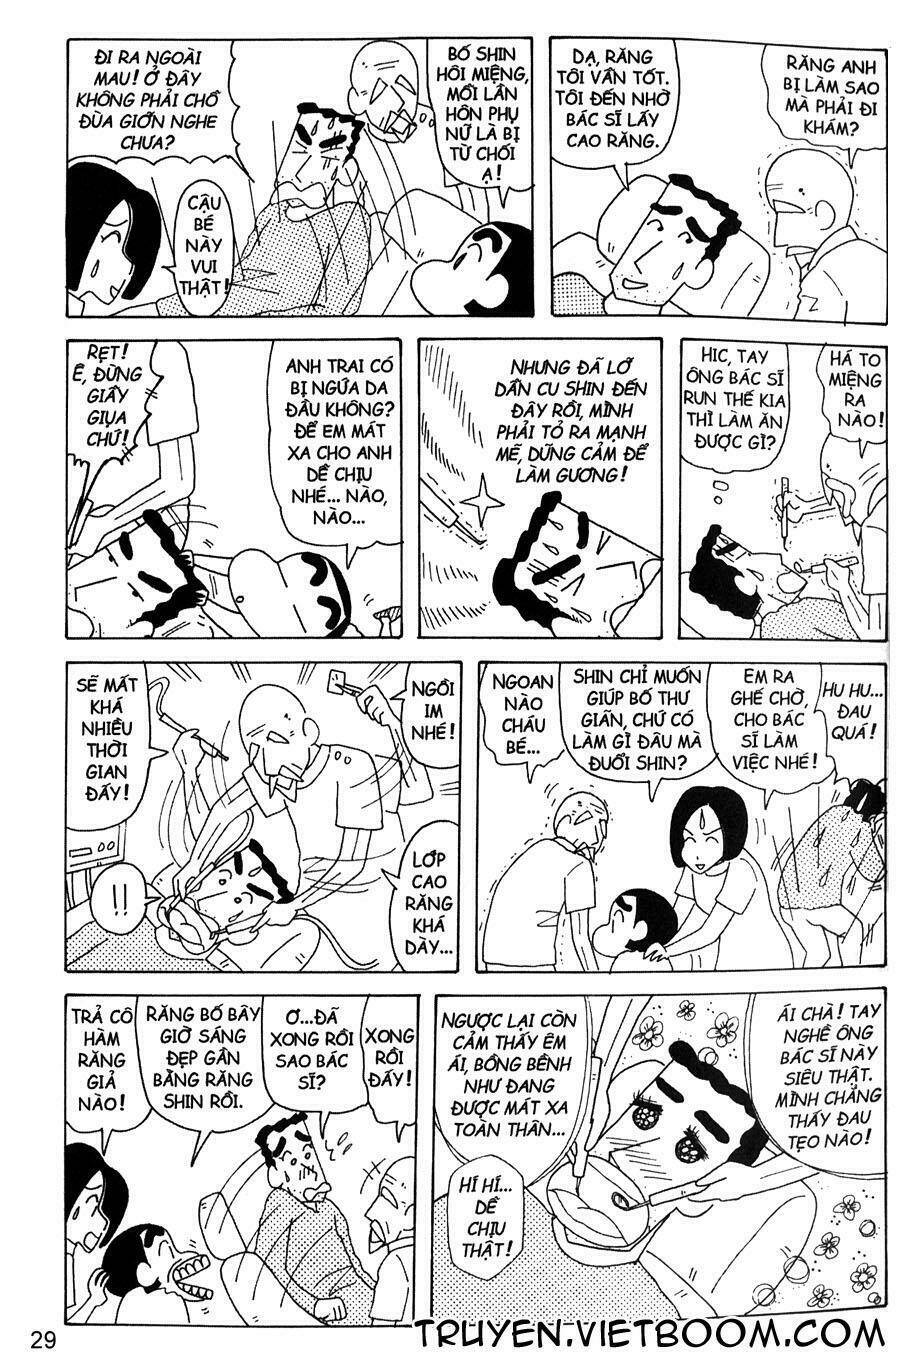 RĂNG ANH
BỊ LÀM SAO
MÀ PHẢI ĐI
KHÁM?
DẠ, RĂNG
TÔI VẪN TỐT.
TÔI ĐẾN NHỜ
BÁC SĨ LẤY
CAO RĂNG.
BỐ SHIN
HÔI MIỆNG,
MỖI LẦN
HÔN PHỤ
NỮ LÀ BỊ
TỪ CHỐI
Ạ!
ĐI RA NGOÀI
MAU! Ở ĐÂY
KHÔNG PHẢI CHỖ
ĐÙA GIỠN NGHE
CHƯA?
CẬU
BÉ
NÀY
VUI
THẬT!
HÁ TO
MIỆNG
RA
NÀO!
HIC, TAY
ÔNG BÁC SĨ
RUN THẾ KIA
THÌ LÀM ĂN
ĐƯỢC GÌ?
NHƯNG ĐÃ LỠ
DẪN CU SHIN ĐẾN
ĐÂY RỒI, MÌNH
PHẢI TỎ RA MẠNH
MẼ, DŨNG CẢM ĐỂ
LÀM GƯƠNG!
ANH TRAI CÓ
BỊ NGỨA DA
ĐẦU KHÔNG?
ĐỂ EM MÁT
XA CHO ANH
DỄ CHỊU
NHÉ... NÀO,
NÀO...
RẸT!
Ê, ĐỪNG
GIẪY
GIỤA
CHỨ!
HU HU...
ĐAU
QUÁ!
EM RA
GHẾ CHỜ,
CHO BÁC
SĨ LÀM
VIỆC NHÉ!
SHIN CHỈ MUỐN
GIÚP BỐ THƯ
GIÃN, CHỨ CÓ
LÀM GÌ ĐÂU MÀ
ĐUỔI SHIN?
NGOAN
NÀO
CHÁU
BÉ...
NGỒI
IM
NHÉ!
SẼ MẤT
KHÁ
NHIỀU
THỜI
GIAN
ĐẤY!
LỚP
CAO
RĂNG
KHÁ
DÀY...
!!
ÁI CHÀ! TAY
NGHỀ ÔNG
BÁC SĨ NÀY
SIÊU THẬT.
MÌNH CHẲNG
THẤY ĐAU
TẸO NÀO!
NGƯỢC LẠI CÒN
CẢM THẤY ÊM
ÁI, BỒNG BỀNH
NHƯ ĐANG
ĐƯỢC MÁT XA
TOÀN THÂN...
HÍ HÍ...
DỄ
CHỊU
THẬT!
XONG
RỒI
ĐẤY!
Ơ...ĐÃ
XONG RỒI
SAO BÁC
SĨ?
RĂNG BỐ BÂY
GIỜ SÁNG
ĐẸP GẦN
BẰNG RĂNG
SHIN RỒI.
TRẢ CÔ
HÀM
RĂNG
GIẢ
NÀO!
29
TRUYEN.VIETBOOM.COM